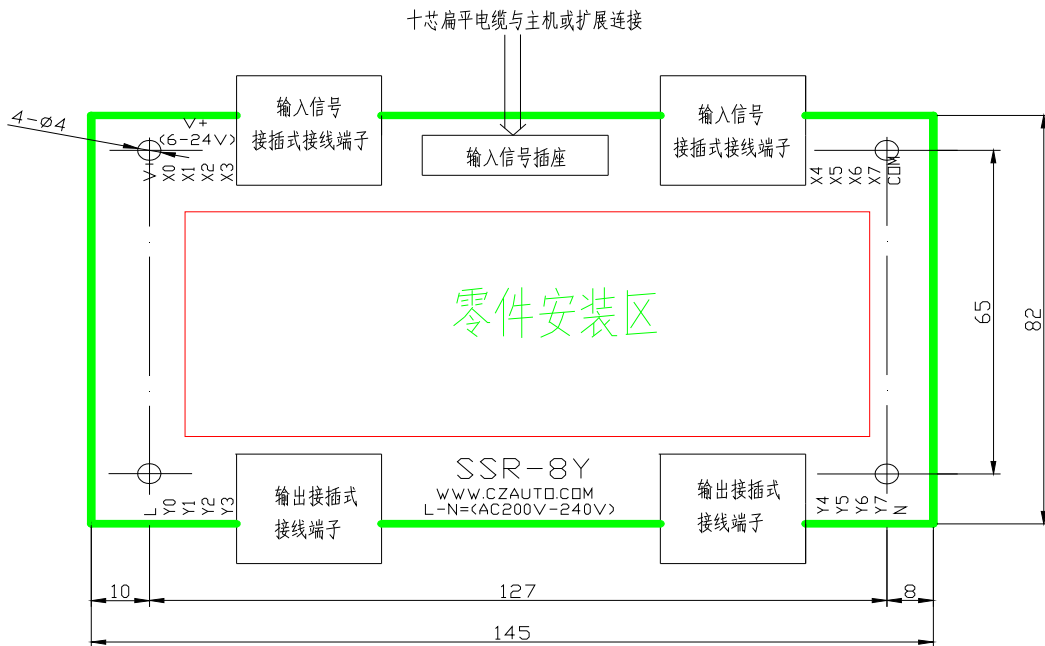 十芯扁平电缆与主机或扩展连接
输入信号
接插式接线端子
输入信号
接插式接线端子
4-Ø4
V+
(6-24V)
输入信号插座
X0
X1
X2
X3
X4
X5
X6
X7
COM
零件安装区
65
82
SSR-8Y
WWW.CZAUTO.COM
L-N=(AC200V-240V)
输出接插式
接线端子
输出接插式
接线端子
L
Y0
Y1
Y2
Y3
Y4
Y5
Y6
Y7
N
10
127
8
145